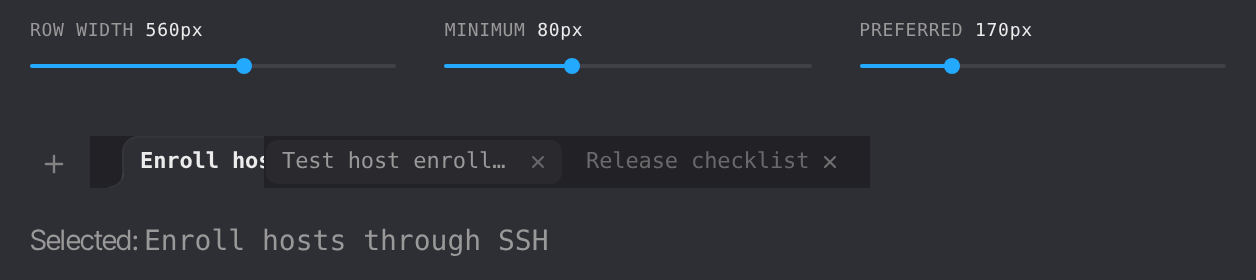 ROW WIDTH 560px MINIMUM 80px PREFERRED 170px
+ Enroll hos Test host enroll… × Release checklist ×
Selected: Enroll hosts through SSH